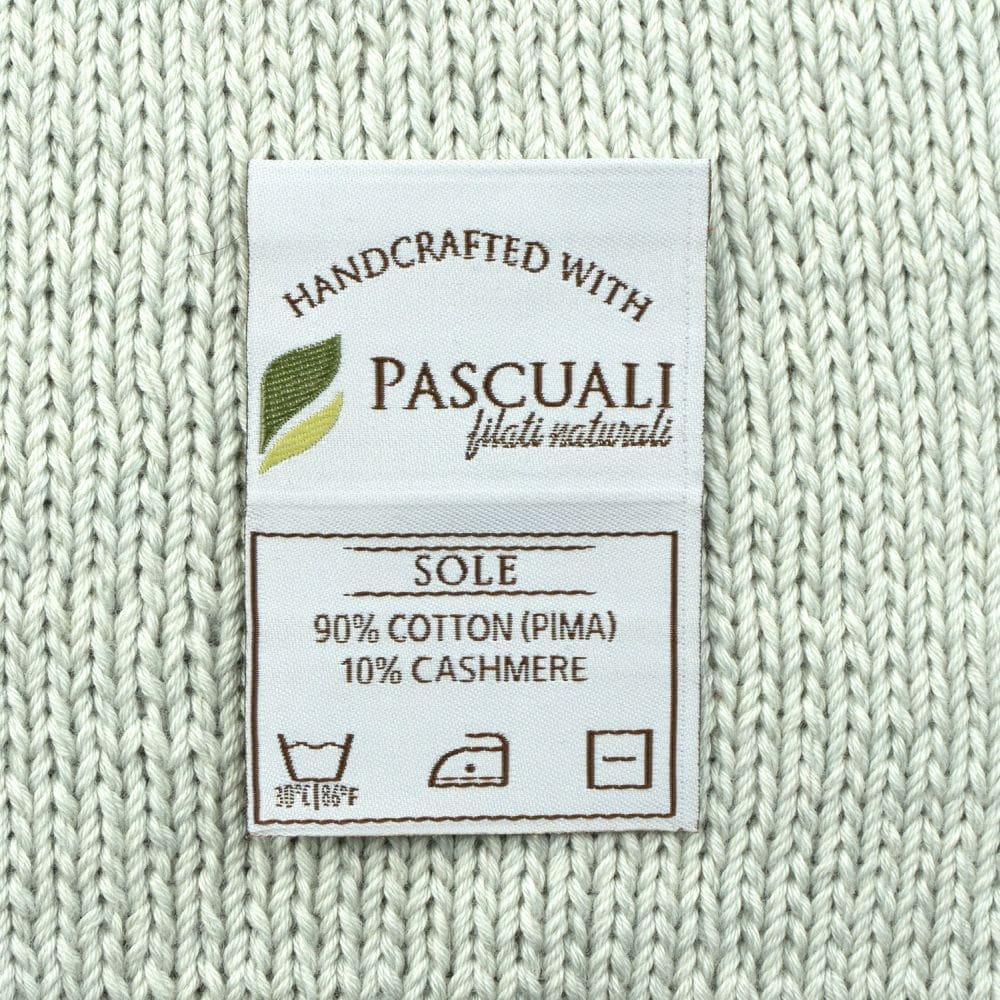 HANDCRAFTED WITH
PASCUALI
filati naturali
SOLE
90% COTTON (PIMA)
10% CASHMERE
30°C|86°F